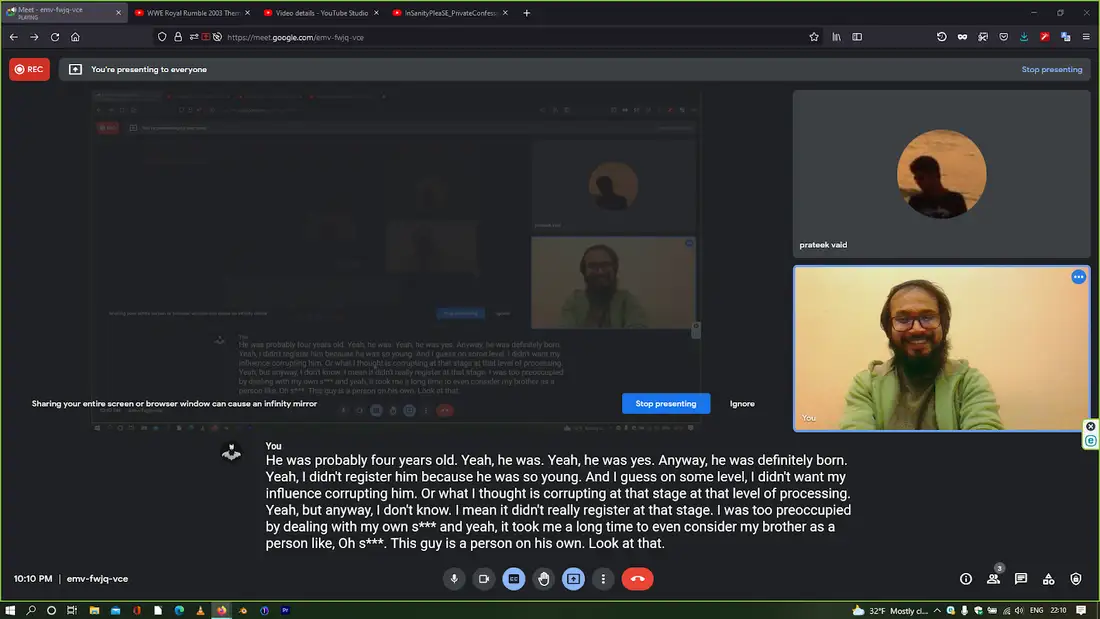 Meet - emv-fwjq-vce
PLAYING
WWE Royal Rumble 2003 Them
Video details - YouTube Studio
InSanityPleaSE_PrivateConfess
https://meet.google.com/emv-fwjq-vce
REC
You're presenting to everyone
Stop presenting
prateek vaid
Sharing your entire screen or browser window can cause an infinity mirror
Stop presenting
Ignore
You
You
He was probably four years old. Yeah, he was. Yeah, he was yes. Anyway, he was definitely born.
Yeah, I didn't register him because he was so young. And I guess on some level, I didn't want my
influence corrupting him. Or what I thought is corrupting at that stage at that level of processing.
Yeah, but anyway, I don't know. I mean it didn't really register at that stage. I was too preoccupied
by dealing with my own s*** and yeah, it took me a long time to even consider my brother as a
person like, Oh s***. This guy is a person on his own. Look at that.
10:10 PM | emv-fwjq-vce
CC
3
32°F Mostly cl...
ENG
22:10